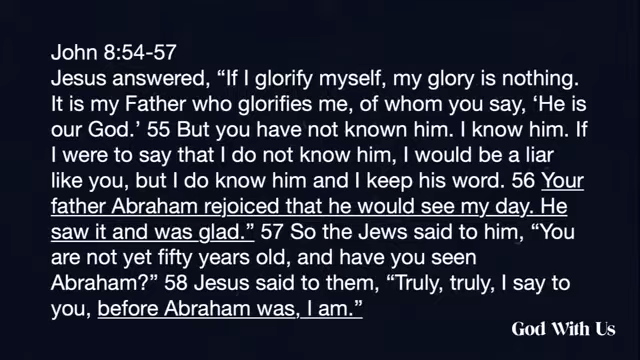 John 8:54-57
Jesus answered, “If I glorify myself, my glory is nothing.
It is my Father who glorifies me, of whom you say, ‘He is
our God.’ 55 But you have not known him. I know him. If
I were to say that I do not know him, I would be a liar
like you, but I do know him and I keep his word. 56 Your
father Abraham rejoiced that he would see my day. He
saw it and was glad.” 57 So the Jews said to him, “You
are not yet fifty years old, and have you seen
Abraham?” 58 Jesus said to them, “Truly, truly, I say to
you, before Abraham was, I am.”
God With Us